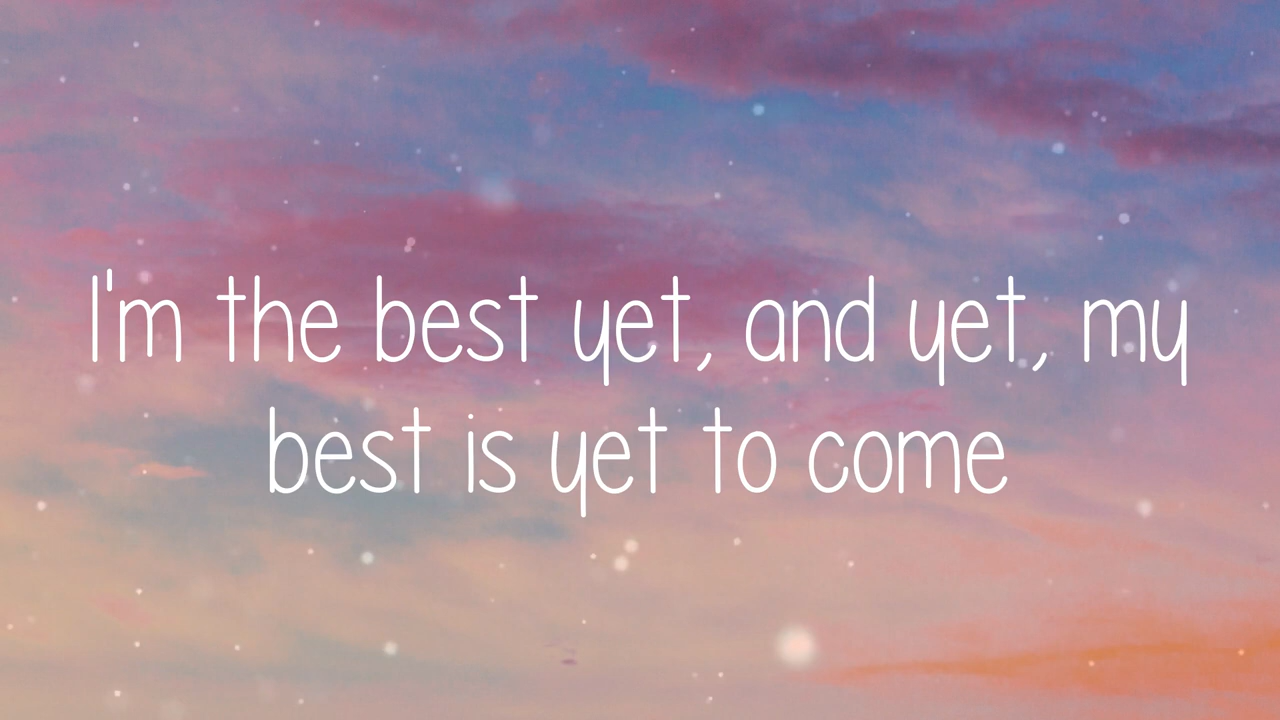 I'm the best yet, and yet, my
best is yet to come